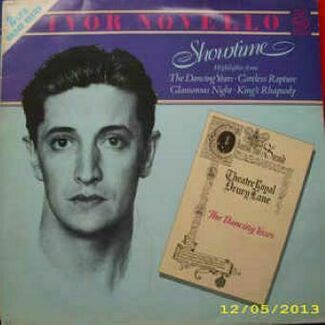 IVOR NOVELLO
Showtime
Highlights from
The Dancing Years · Careless Rapture
Glamorous Night · King's Rhapsody
Theatre Royal
Drury Lane
The Dancing Years
12/05/2013